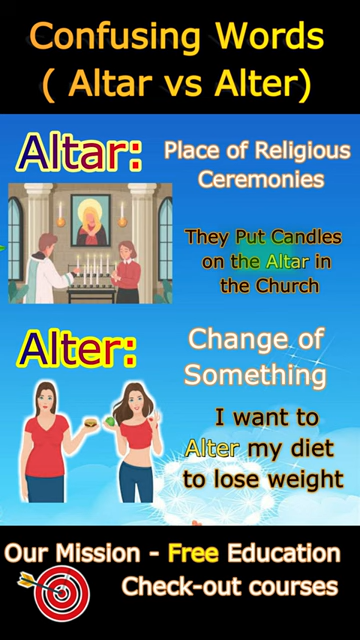 Confusing Words
( Altar vs Alter)
Altar:
Place of Religious
Ceremonies
They Put Candles
on the Altar in
the Church
Alter:
Change of
Something
I want to
Alter my diet
to lose weight
Our Mission - Free Education
Check-out courses